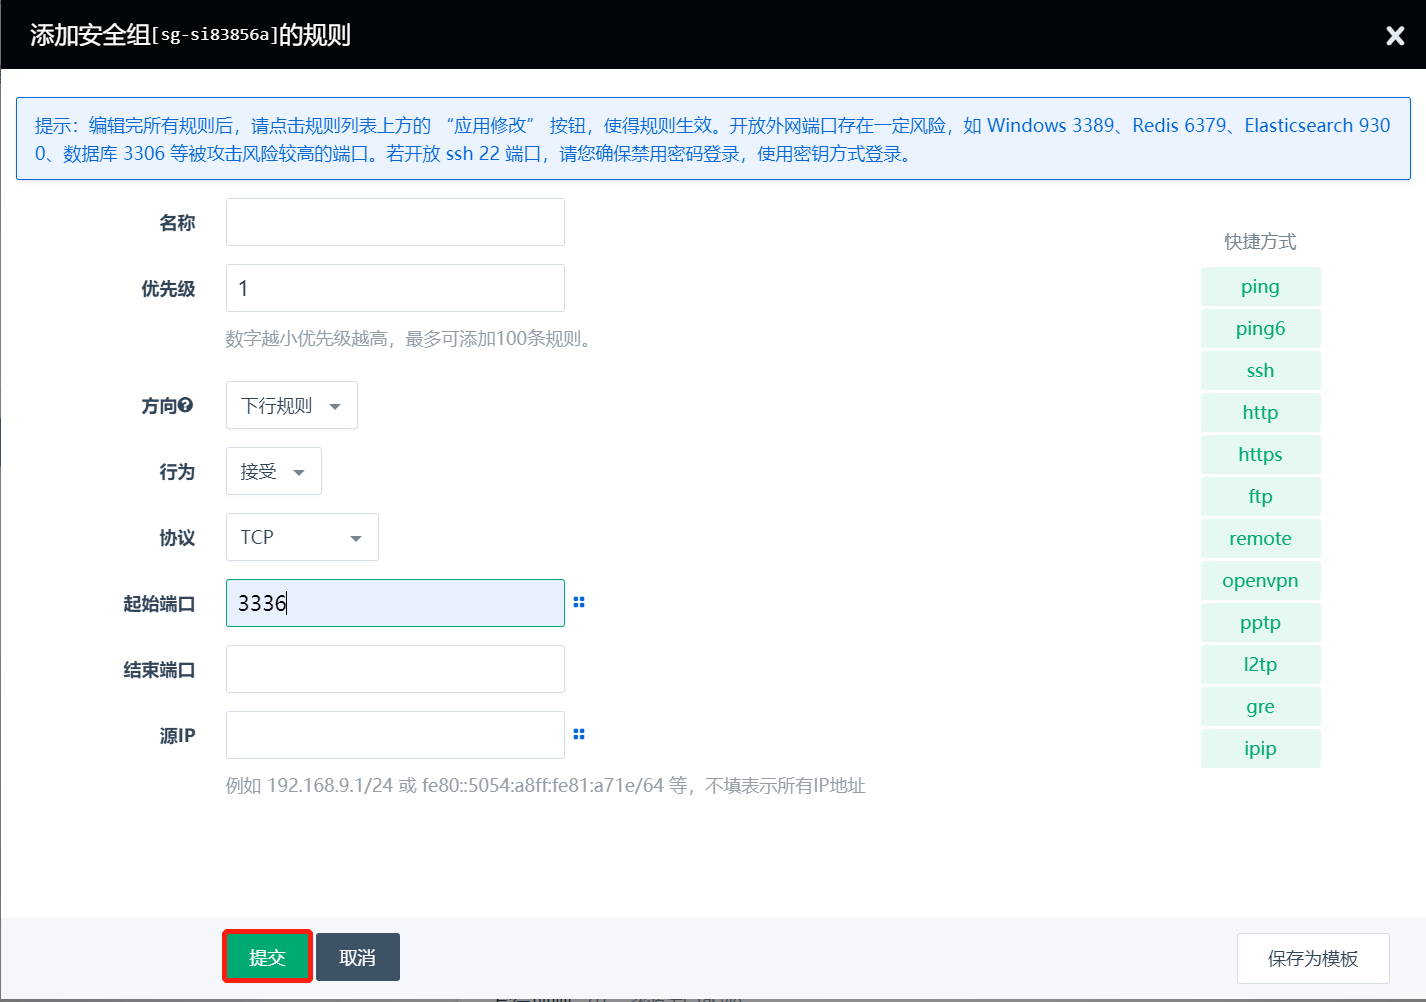 添加安全组[sg-si83856a]的规则
提示：编辑完所有规则后，请点击规则列表上方的 “应用修改” 按钮，使得规则生效。开放外网端口存在一定风险，如 Windows 3389、Redis 6379、Elasticsearch 930
0、数据库 3306 等被攻击风险较高的端口。若开放 ssh 22 端口，请您确保禁用密码登录，使用密钥方式登录。
名称
优先级
1
数字越小优先级越高，最多可添加100条规则。
方向
下行规则
行为
接受
协议
TCP
起始端口
3336
结束端口
源IP
例如 192.168.9.1/24 或 fe80::5054:a8ff:fe81:a71e/64 等，不填表示所有IP地址
快捷方式
ping
ping6
ssh
http
https
ftp
remote
openvpn
pptp
l2tp
gre
ipip
提交
取消
保存为模板